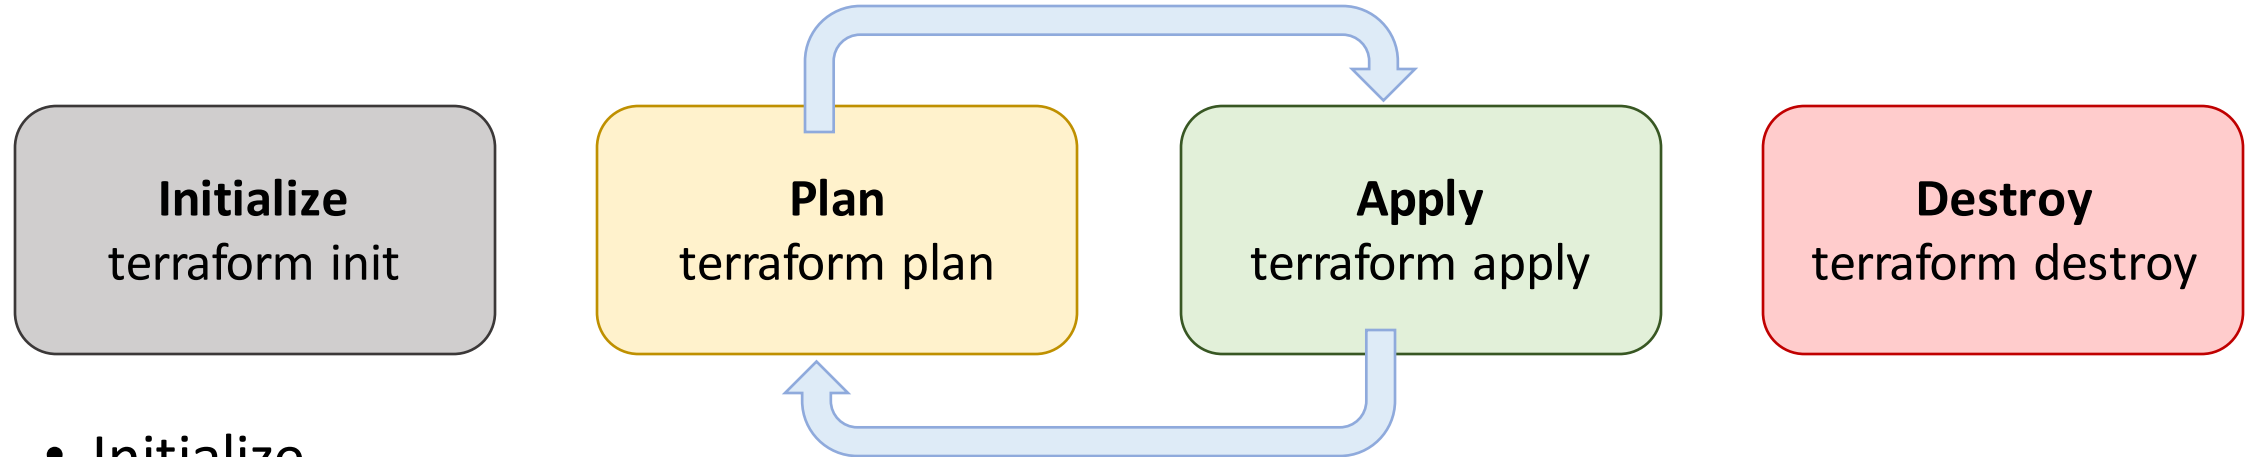 Initialize
terraform init
Plan
terraform plan
Apply
terraform apply
Destroy
terraform destroy
• Initialize